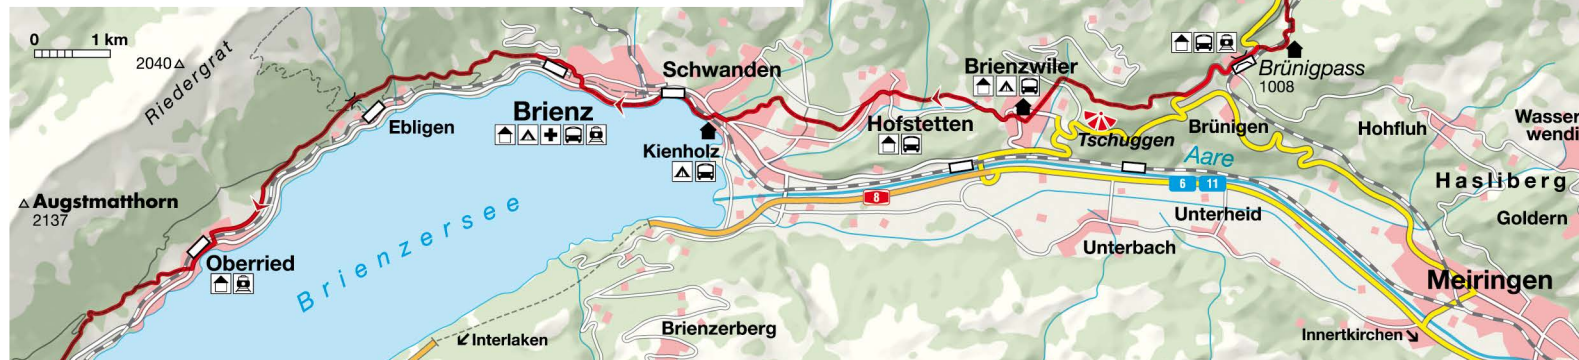 0 1 km
2040
Riedergrat
Schwanden
Brienzwiler
Brünigpass
1008
Brienz
Ebligen
Hofstetten
Tschuggen
Brünigen
Hohfluh
Wasser
wendi
Kienholz
Aare
Augstmatthorn
2137
8
6 11
Hasliberg
Unterheid
Goldern
Brienzersee
Oberried
Unterbach
Meiringen
Brienzerberg
Interlaken
Innertkirchen